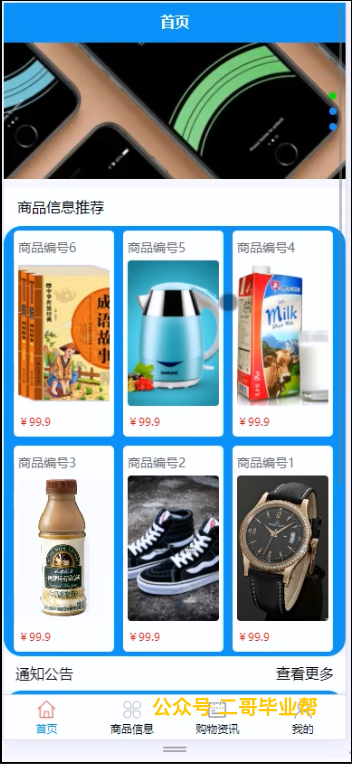 首页
商品信息推荐
商品编号6
商品编号5
商品编号4
成语故事
Milk
￥99.9
￥99.9
￥99.9
商品编号3
商品编号2
商品编号1
￥99.9
￥99.9
￥99.9
通知公告
查看更多
公众号 二哥毕业帮
首页
商品信息
购物资讯
我的